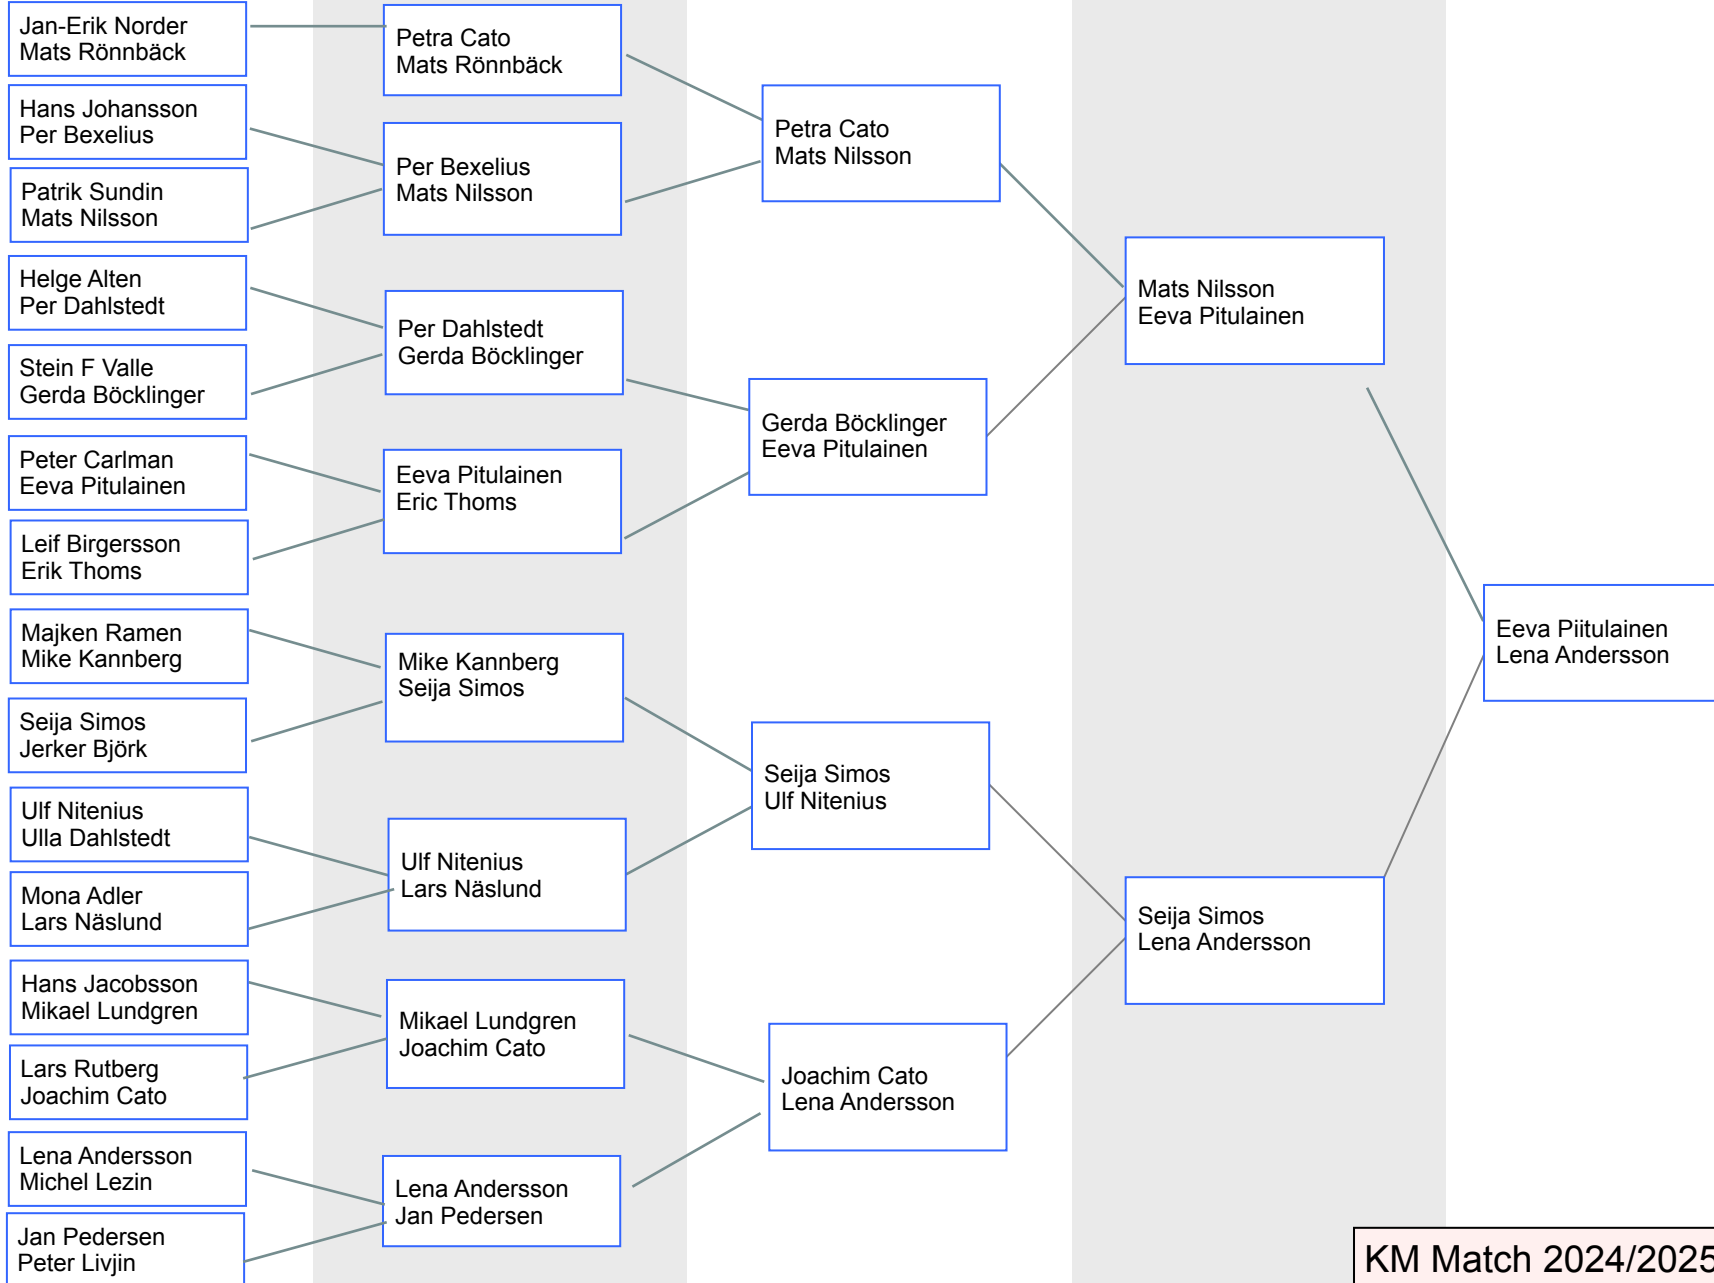 Jan-Erik Norder
Mats Rönnbäck
Hans Johansson
Per Bexelius
Patrik Sundin
Mats Nilsson
Helge Alten
Per Dahlstedt
Stein F Valle
Gerda Böcklinger
Peter Carlman
Eeva Pitulainen
Leif Birgersson
Erik Thoms
Majken Ramen
Mike Kannberg
Seija Simos
Jerker Björk
Ulf Nitenius
Ulla Dahlstedt
Mona Adler
Lars Näslund
Hans Jacobsson
Mikael Lundgren
Lars Rutberg
Joachim Cato
Lena Andersson
Michel Lezin
Jan Pedersen
Peter Livjin
Petra Cato
Mats Rönnbäck
Per Bexelius
Mats Nilsson
Per Dahlstedt
Gerda Böcklinger
Eeva Pitulainen
Eric Thoms
Mike Kannberg
Seija Simos
Ulf Nitenius
Lars Näslund
Mikael Lundgren
Joachim Cato
Lena Andersson
Jan Pedersen
Petra Cato
Mats Nilsson
Gerda Böcklinger
Eeva Pitulainen
Seija Simos
Ulf Nitenius
Joachim Cato
Lena Andersson
Mats Nilsson
Eeva Pitulainen
Seija Simos
Lena Andersson
Eeva Piitulainen
Lena Andersson
KM Match 2024/2025